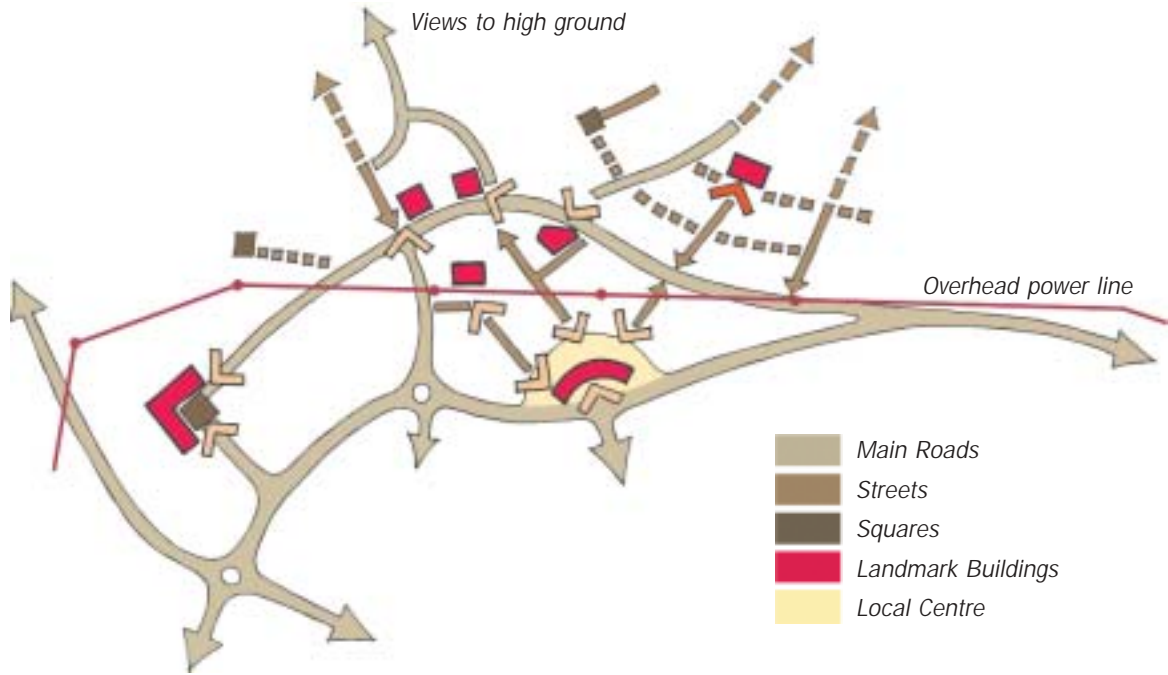 Views to high ground
Overhead power line
Main Roads
Streets
Squares
Landmark Buildings
Local Centre